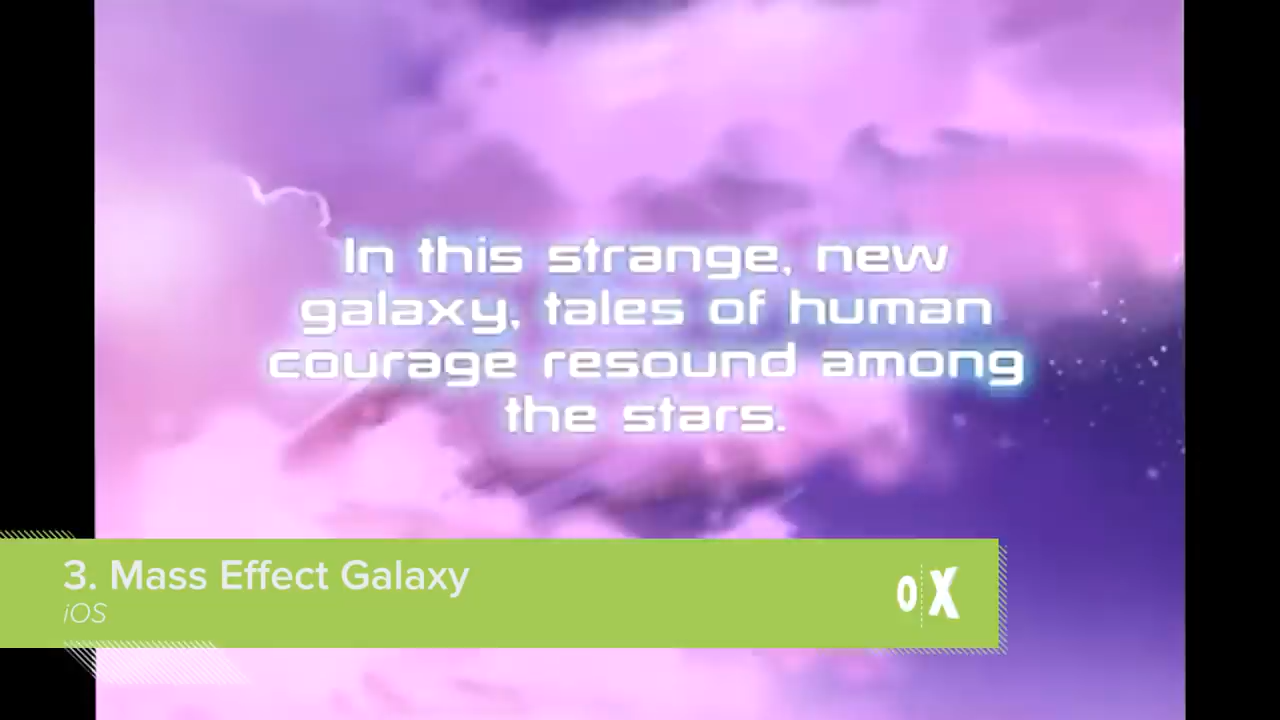 In this strange, new
galaxy, tales of human
courage resound among
the stars.
3. Mass Effect Galaxy
iOS
OX